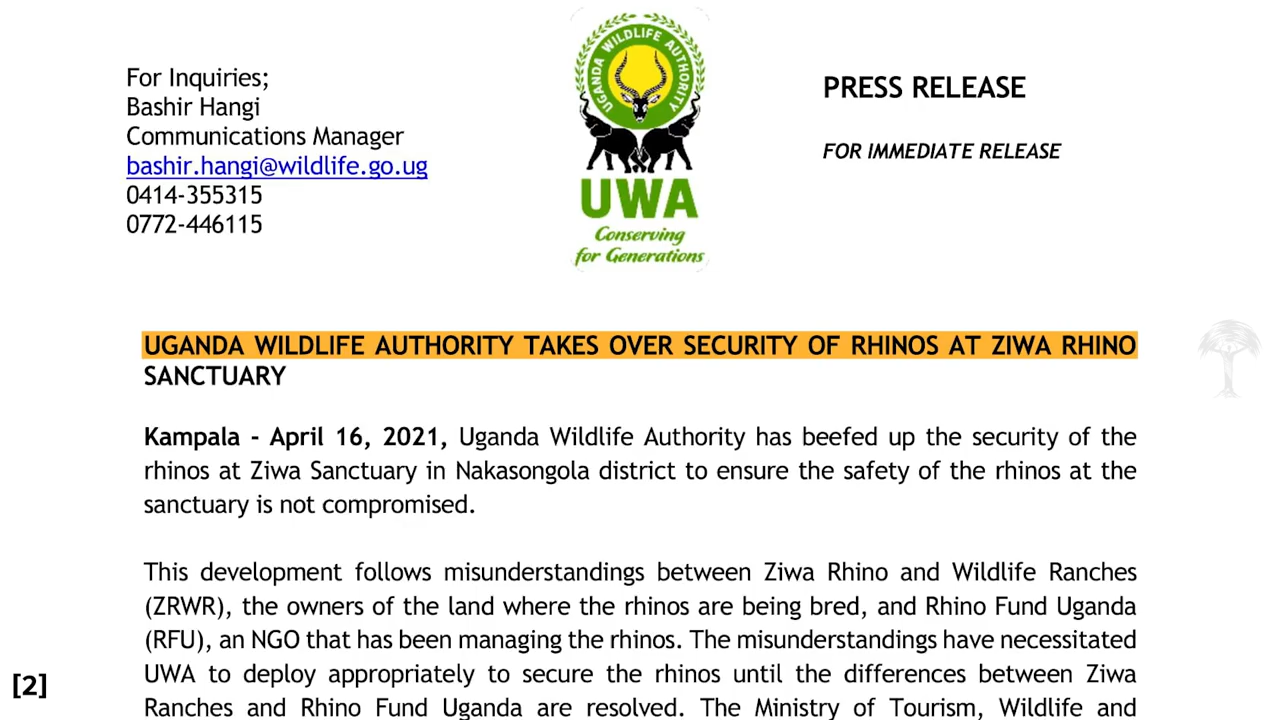 For Inquiries;
Bashir Hangi
Communications Manager
bashir.hangi@wildlife.go.ug
0414-355315
0772-446115
UGANDA WILDLIFE AUTHORITY
UWA
Conserving
for Generations
PRESS RELEASE
FOR IMMEDIATE RELEASE
UGANDA WILDLIFE AUTHORITY TAKES OVER SECURITY OF RHINOS AT ZIWA RHINO
SANCTUARY
Kampala - April 16, 2021, Uganda Wildlife Authority has beefed up the security of the
rhinos at Ziwa Sanctuary in Nakasongola district to ensure the safety of the rhinos at the
sanctuary is not compromised.
This development follows misunderstandings between Ziwa Rhino and Wildlife Ranches
(ZRWR), the owners of the land where the rhinos are being bred, and Rhino Fund Uganda
(RFU), an NGO that has been managing the rhinos. The misunderstandings have necessitated
UWA to deploy appropriately to secure the rhinos until the differences between Ziwa
Ranches and Rhino Fund Uganda are resolved. The Ministry of Tourism, Wildlife and
[2]